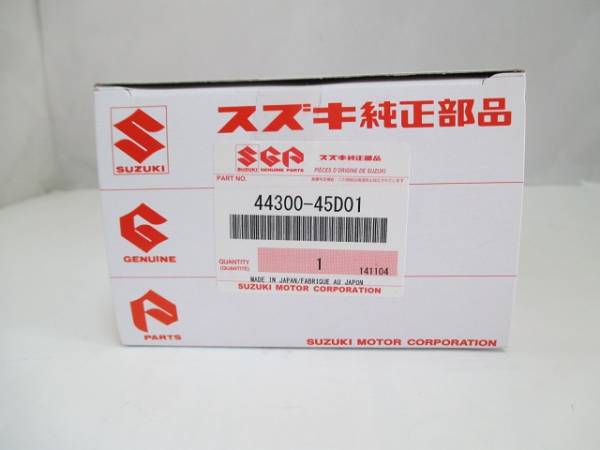 スズキ純正部品
SUZUKI
GENUINE
PARTS
SGP スズキ純正部品
SUZUKI GENUINE PARTS PIÈCES D'ORIGINE DE SUZUKI
PART NO.
44300-45D01
QUANTITY
(QUANTITÉ)
1
141104
MADE IN JAPAN/FABRIQUE AU JAPON
SUZUKI MOTOR CORPORATION
SUZUKI MOTOR CORPORATION